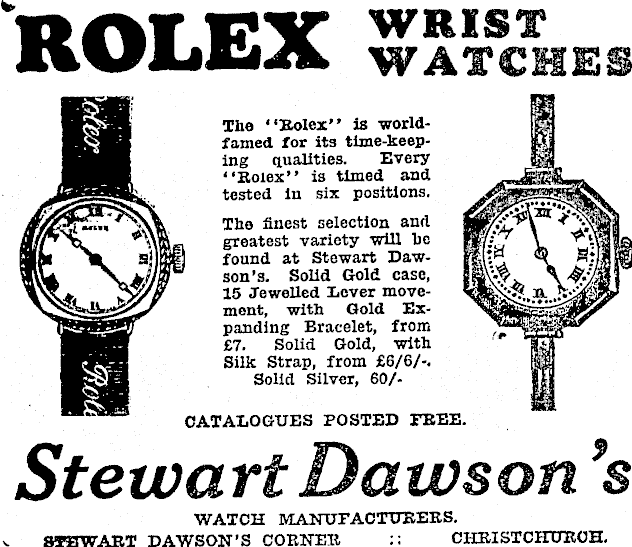 ROLEX WRIST
WATCHES
Rolex
The "Rolex" is world-
famed for its time-keep-
ing qualities. Every
"Rolex" is timed and
tested in six positions.
The finest selection and
greatest variety will be
found at Stewart Daw-
son's. Solid Gold case,
15 Jewelled Lever move-
ment, with Gold Ex-
panding Bracelet, from
£7. Solid Gold, with
Silk Strap, from £6/6/-.
Solid Silver, 60/-
ROLEX
Rol
CATALOGUES POSTED FREE.
Stewart Dawson's
WATCH MANUFACTURERS.
STEWART DAWSON'S CORNER :: CHRISTCHURCH.